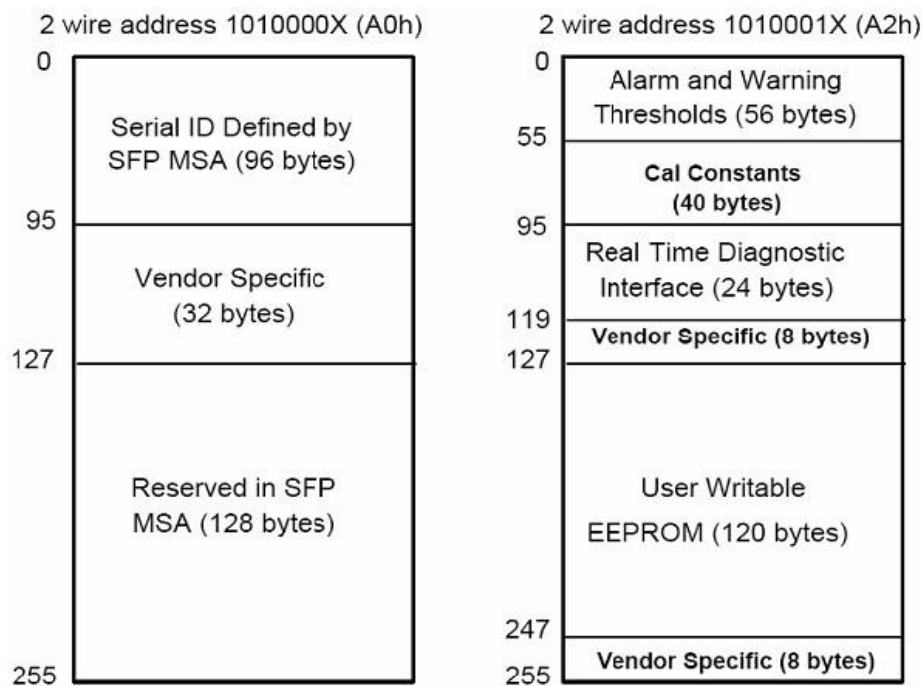 2 wire address 1010000X (A0h)
0
Serial ID Defined by
SFP MSA (96 bytes)
95
Vendor Specific
(32 bytes)
127
Reserved in SFP
MSA (128 bytes)
255
2 wire address 1010001X (A2h)
0
Alarm and Warning
Thresholds (56 bytes)
55
Cal Constants
(40 bytes)
95
Real Time Diagnostic
Interface (24 bytes)
119
Vendor Specific (8 bytes)
127
User Writable
EEPROM (120 bytes)
247
Vendor Specific (8 bytes)
255